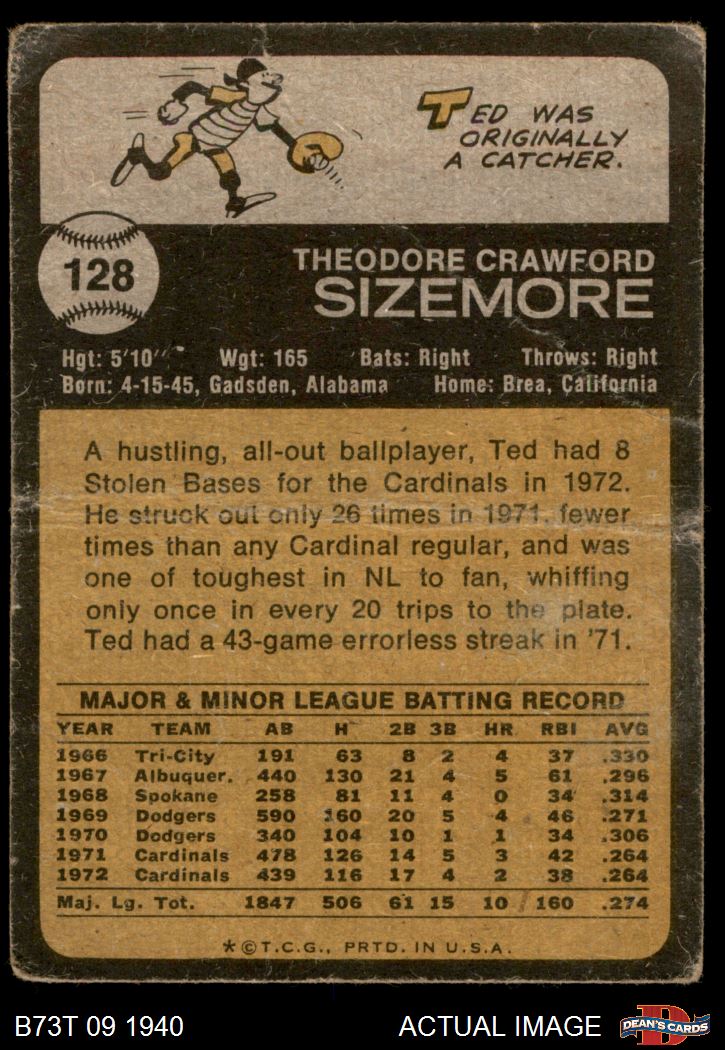 TED WAS
ORIGINALLY
A CATCHER.
128
THEODORE CRAWFORD
SIZEMORE
Hgt: 5'10" Wgt: 165 Bats: Right Throws: Right
Born: 4-15-45, Gadsden, Alabama Home: Brea, California
A hustling, all-out ballplayer, Ted had 8
Stolen Bases for the Cardinals in 1972.
He struck out only 26 times in 1971, fewer
times than any Cardinal regular, and was
one of toughest in NL to fan, whiffing
only once in every 20 trips to the plate.
Ted had a 43-game errorless streak in '71.
MAJOR & MINOR LEAGUE BATTING RECORD
YEAR TEAM AB H 2B 3B HR RBI AVG
1966 Tri-City 191 63 8 2 4 37 .330
1967 Albuquer. 440 130 21 4 5 61 .296
1968 Spokane 258 81 11 4 0 34 .314
1969 Dodgers 590 160 20 5 4 46 .271
1970 Dodgers 340 104 10 1 1 34 .306
1971 Cardinals 478 126 14 5 3 42 .264
1972 Cardinals 439 116 17 4 2 38 .264
Maj. Lg. Tot. 1847 506 61 15 10 160 .274
*©T.C.G., PRTD. IN U.S.A.
B73T 09 1940 ACTUAL IMAGE
D
DEAN'S CARDS